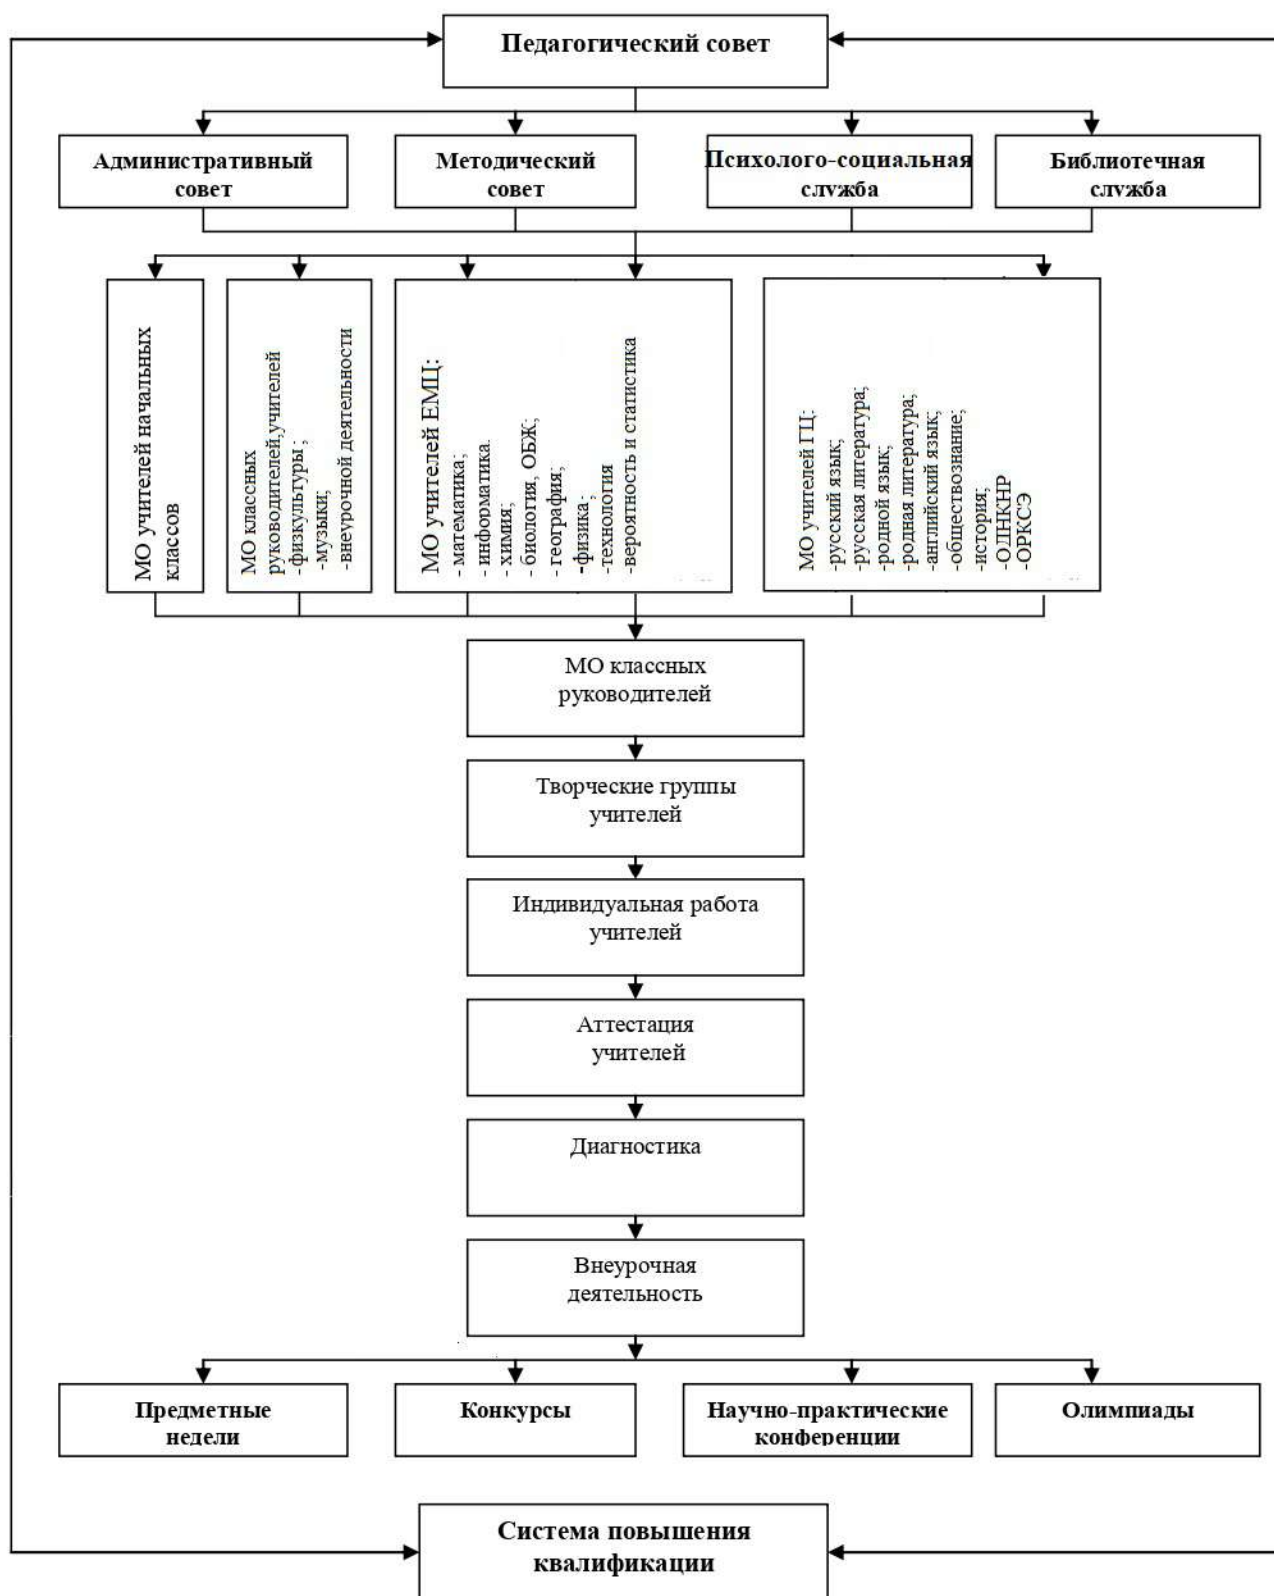 Педагогический совет
Административный
совет
Методический
совет
Психолого-социальная
служба
Библиотечная
служба
МО учителей начальных
классов
МО классных
руководителей,учителей
-физкультуры ;
-музыки;
-внеурочной деятельности
МО учителей ЕМЦ:
- математика;
- информатика.
- химия;
- биология, ОБЖ;
- география;
-физика ;
-технология
-вероятность и статистика
МО учителей ГЦ:
-русский язык;
-русская литература;
-родной язык;
-родная литература;
-английский язык;
-обществознание;
-история;
-ОДНКНР
-ОРКСЭ
МО классных
руководителей
Творческие группы
учителей
Индивидуальная работа
учителей
Аттестация
учителей
Диагностика
Внеурочная
деятельность
Предметные
недели
Конкурсы
Научно-практические
конференции
Олимпиады
Система повышения
квалификации